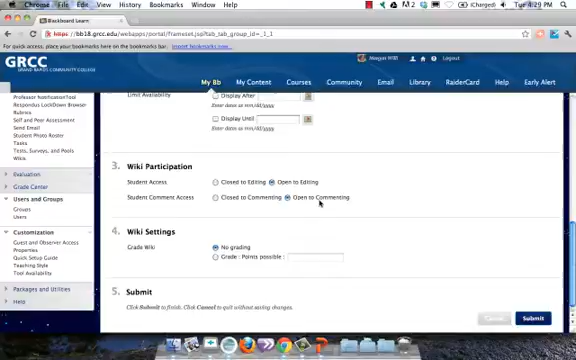 Chrome File Edit View History Bookmarks Window Help
(Charged) Tue 4:29 PM
Blackboard Learn
https://bb18.grcc.edu/webapps/portal/frameset.jsp?tab_tab_group_id=_1_1
For quick access, place your bookmarks here on the bookmarks bar. Import bookmarks now...
GRCC
GRAND RAPIDS COMMUNITY COLLEGE
Logout
My Bb My Content Courses Community Email Library RaiderCard Help Early Alert
Professor NotificationTool
Respondus LockDown Browser
Rubrics
Self and Peer Assessment
Send Email
Student Photo Roster
Tasks
Tests, Surveys, and Pools
Wikis
Evaluation
Grade Center
Users and Groups
Groups
Users
Customization
Guest and Observer Access
Properties
Quick Setup Guide
Teaching Style
Tool Availability
Packages and Utilities
Help
Limit Availability
Display After
Enter dates as mm/dd/yyyy
Display Until
Enter dates as mm/dd/yyyy
3. Wiki Participation
Student Access Closed to Editing Open to Editing
Student Comment Access Closed to Commenting Open to Commenting
4. Wiki Settings
Grade Wiki No grading
Grade : Points possible :
5. Submit
Click Submit to finish. Click Cancel to quit without saving changes.
Cancel Submit